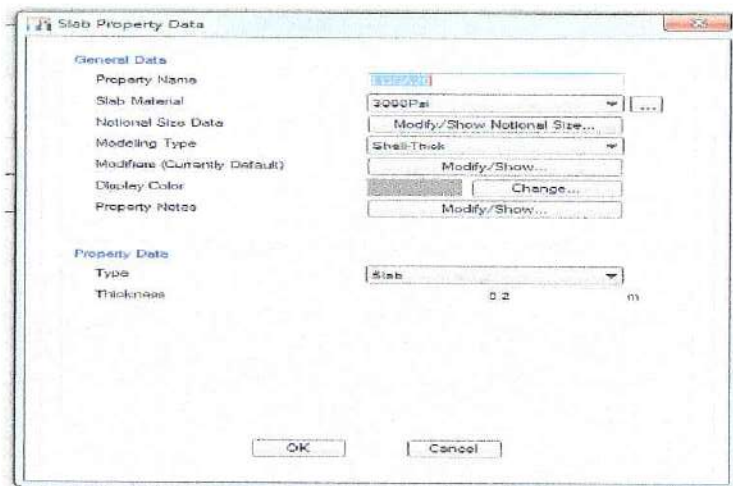 Slab Property Data
General Data
Property Name
Slab Material 3000Psi ...
Notional Size Data Modify/Show Notional Size...
Modeling Type Shell-Thick
Modifiers (Currently Default) Modify/Show...
Display Color Change...
Property Notes Modify/Show...
Property Data
Type Slab
Thickness 0.2 m
OK Cancel